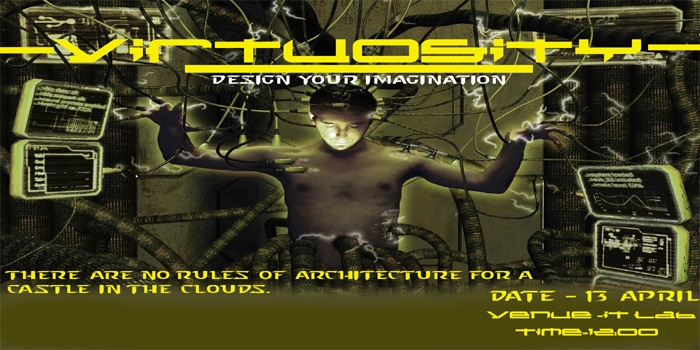 VIRTUOSITY
DESIGN YOUR IMAGINATION
THERE ARE NO RULES OF ARCHITECTURE FOR A
CASTLE IN THE CLOUDS.
DATE - 13 APRIL
VENUE -IT LAB
TIME-12:00